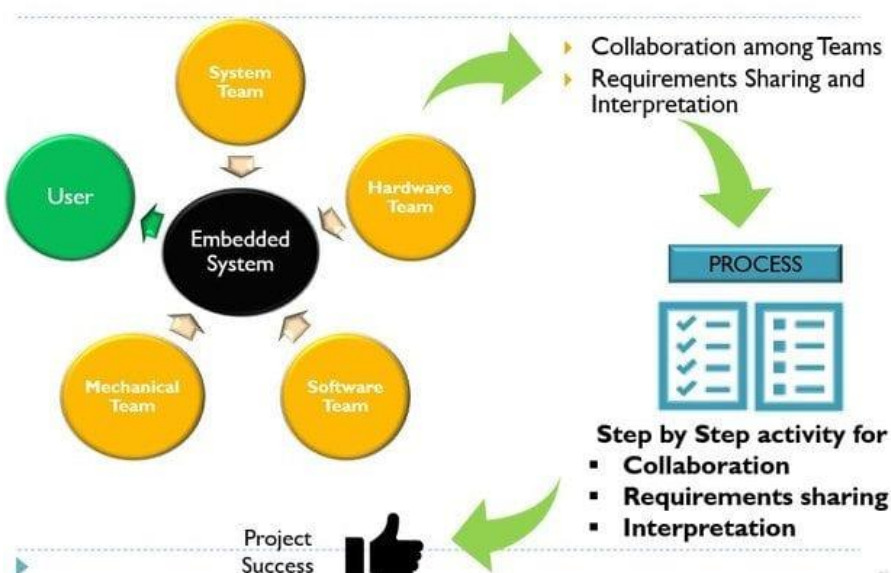 System
Team
User
Hardware
Team
Embedded
System
Mechanical
Team
Software
Team
Collaboration among Teams
Requirements Sharing and
Interpretation
PROCESS
Step by Step activity for
Collaboration
Requirements sharing
Interpretation
Project
Success